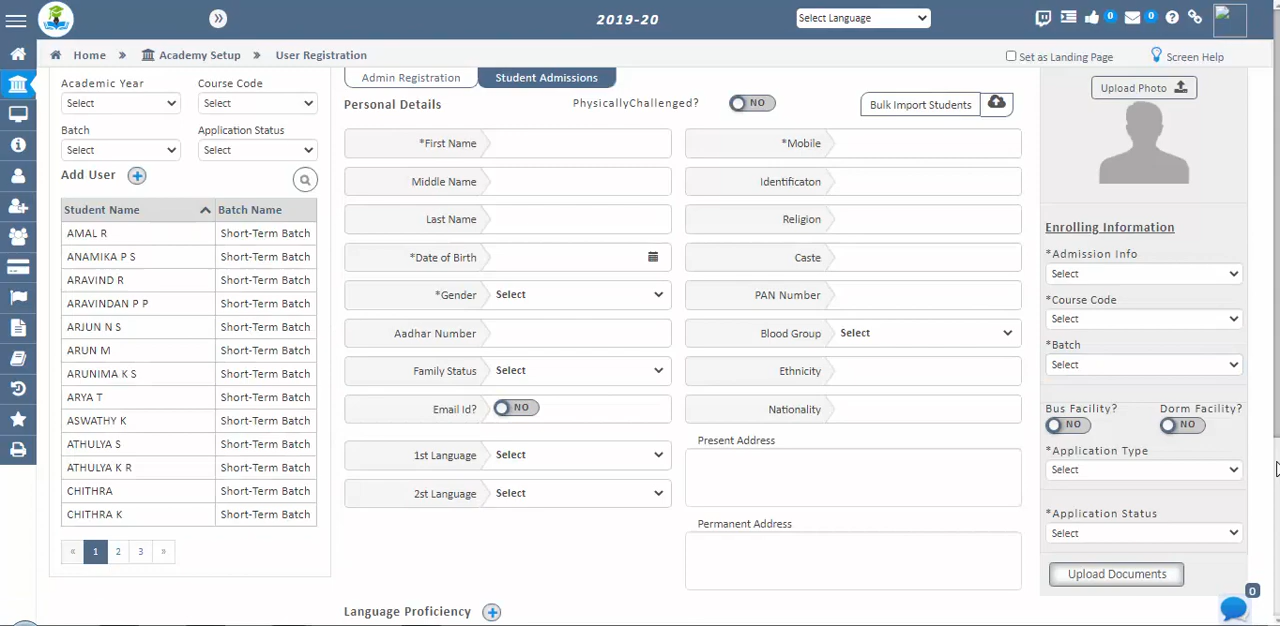 2019-20
Select Language
0
0
Home » Academy Setup » User Registration
Set as Landing Page
Screen Help
Academic Year
Course Code
Select
Select
Batch
Application Status
Select
Select
Add User
Student Name
Batch Name
AMAL R Short-Term Batch
ANAMIKA P S Short-Term Batch
ARAVIND R Short-Term Batch
ARAVINDAN P P Short-Term Batch
ARJUN N S Short-Term Batch
ARUN M Short-Term Batch
ARUNIMA K S Short-Term Batch
ARYA T Short-Term Batch
ASWATHY K Short-Term Batch
ATHULYA S Short-Term Batch
ATHULYA K R Short-Term Batch
CHITHRA Short-Term Batch
CHITHRA K Short-Term Batch
« 1 2 3 »
Admin Registration
Student Admissions
Personal Details
PhysicallyChallenged?
NO
Bulk Import Students
*First Name
Middle Name
Last Name
*Date of Birth
*Gender
Select
Aadhar Number
Family Status
Select
Email Id?
NO
1st Language
Select
2st Language
Select
*Mobile
Identificaton
Religion
Caste
PAN Number
Blood Group
Select
Ethnicity
Nationality
Present Address
Permanent Address
Language Proficiency
Upload Photo
Enrolling Information
*Admission Info
Select
*Course Code
Select
*Batch
Select
Bus Facility?
Dorm Facility?
NO
NO
*Application Type
Select
*Application Status
Select
Upload Documents
0